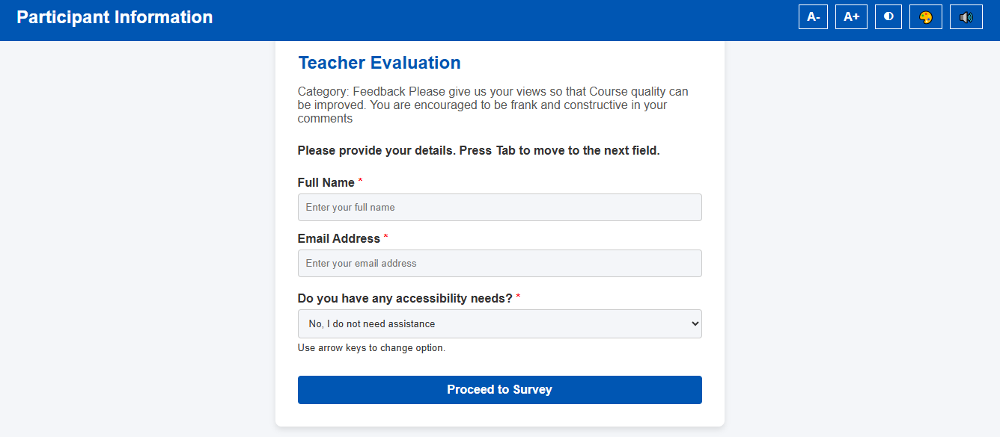 Participant Information
A-
A+
Teacher Evaluation
Category: Feedback Please give us your views so that Course quality can
be improved. You are encouraged to be frank and constructive in your
comments
Please provide your details. Press Tab to move to the next field.
Full Name *
Enter your full name
Email Address *
Enter your email address
Do you have any accessibility needs? *
No, I do not need assistance
Use arrow keys to change option.
Proceed to Survey